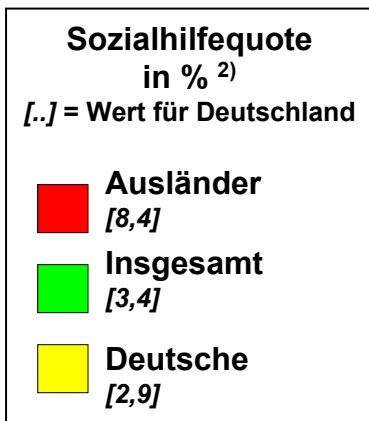 Sozialhilfequote
in % 2)
[..] = Wert für Deutschland
Ausländer
[8,4]
Insgesamt
[3,4]
Deutsche
[2,9]